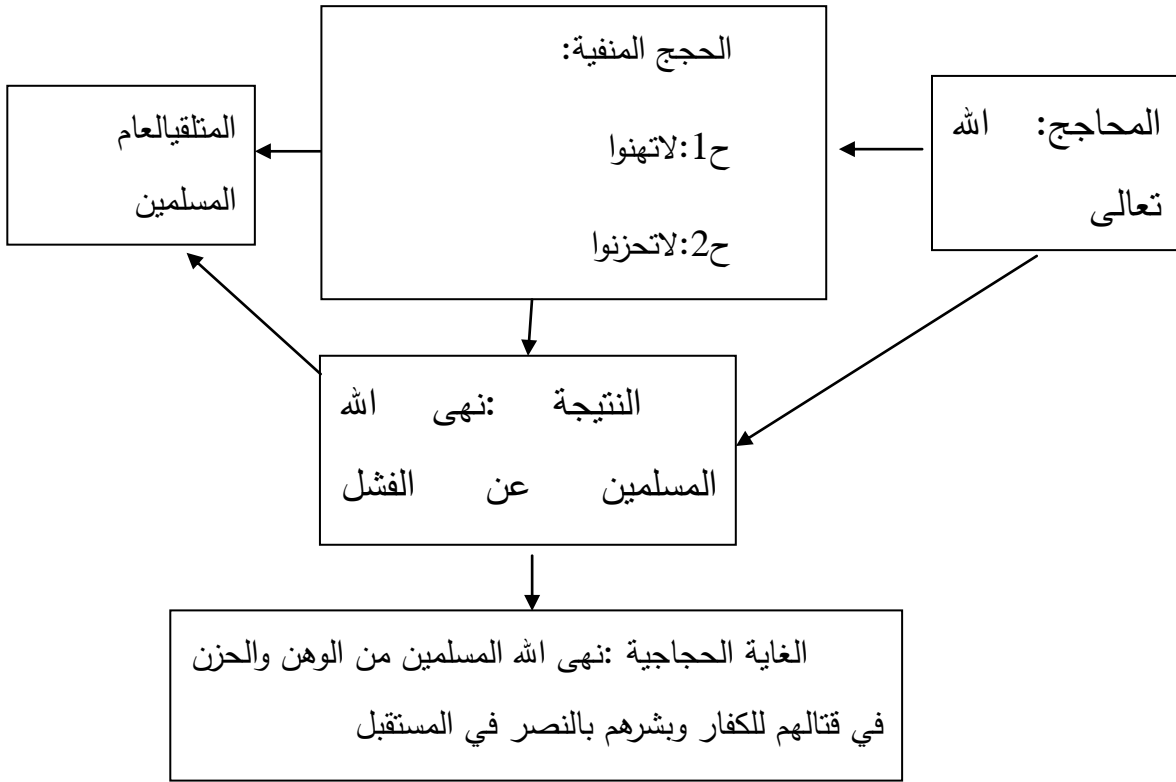 المحاجج: الله
تعالى
الحجج المنفية:
ح1:لاتهنوا
ح2:لاتحزنوا
المتلقيالعام
المسلمين
النتيجة :نهى الله
المسلمين عن الفشل
الغاية الحجاجية :نهى الله المسلمين من الوهن والحزن
في قتالهم للكفار وبشرهم بالنصر في المستقبل